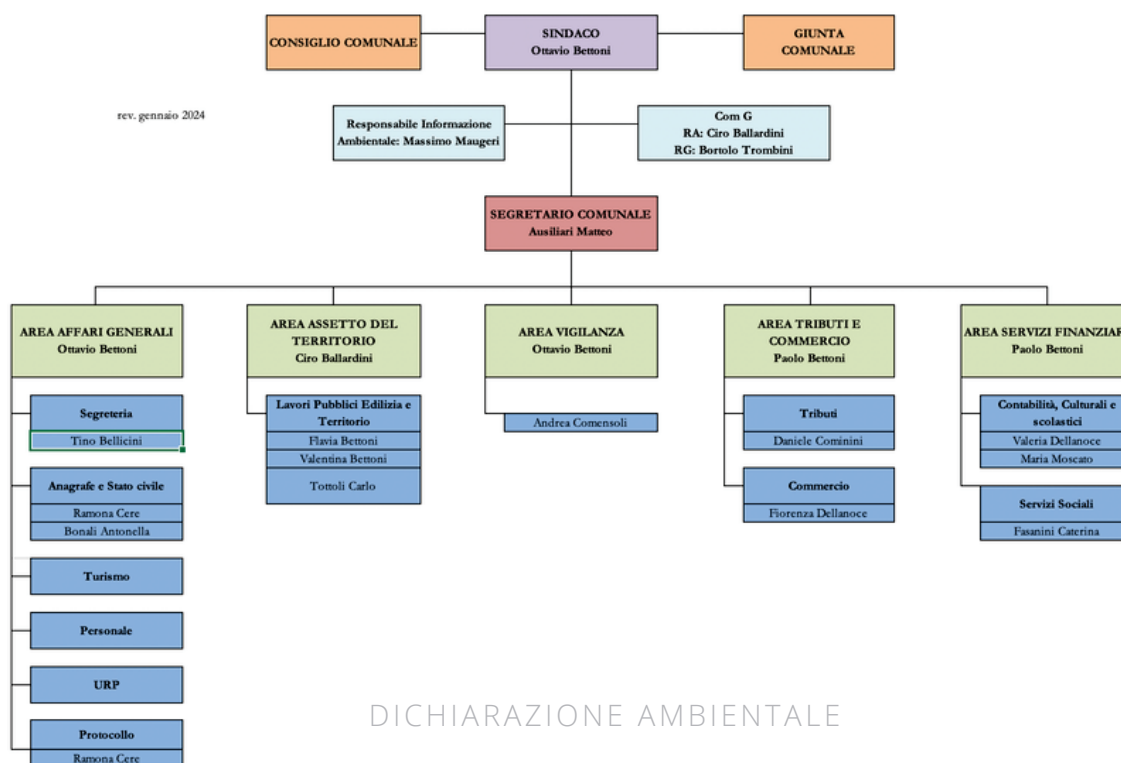 CONSIGLIO COMUNALE
SINDACO
Ottavio Bettoni
GIUNTA
COMUNALE
rev. gennaio 2024
Responsabile Informazione
Ambientale: Massimo Maugeri
Com G
RA: Ciro Ballardini
RG: Bortolo Trombini
SEGRETARIO COMUNALE
Ausiliari Matteo
AREA AFFARI GENERALI
Ottavio Bettoni
AREA ASSETTO DEL
TERRITORIO
Ciro Ballardini
AREA VIGILANZA
Ottavio Bettoni
AREA TRIBUTI E
COMMERCIO
Paolo Bettoni
AREA SERVIZI FINANZIAR
Paolo Bettoni
Segreteria
Tino Bellicini
Anagrafe e Stato civile
Ramona Cere
Bonali Antonella
Turismo
Personale
URP
Protocollo
Ramona Cere
Lavori Pubblici Edilizia e
Territorio
Flavia Bettoni
Valentina Bettoni
Tottoli Carlo
Andrea Comensoli
Tributi
Daniele Cominini
Commercio
Fiorenza Dellanoce
Contabilità, Culturali e
scolastici
Valeria Dellanoce
Maria Moscato
Servizi Sociali
Fasanini Caterina
DICHIARAZIONE AMBIENTALE